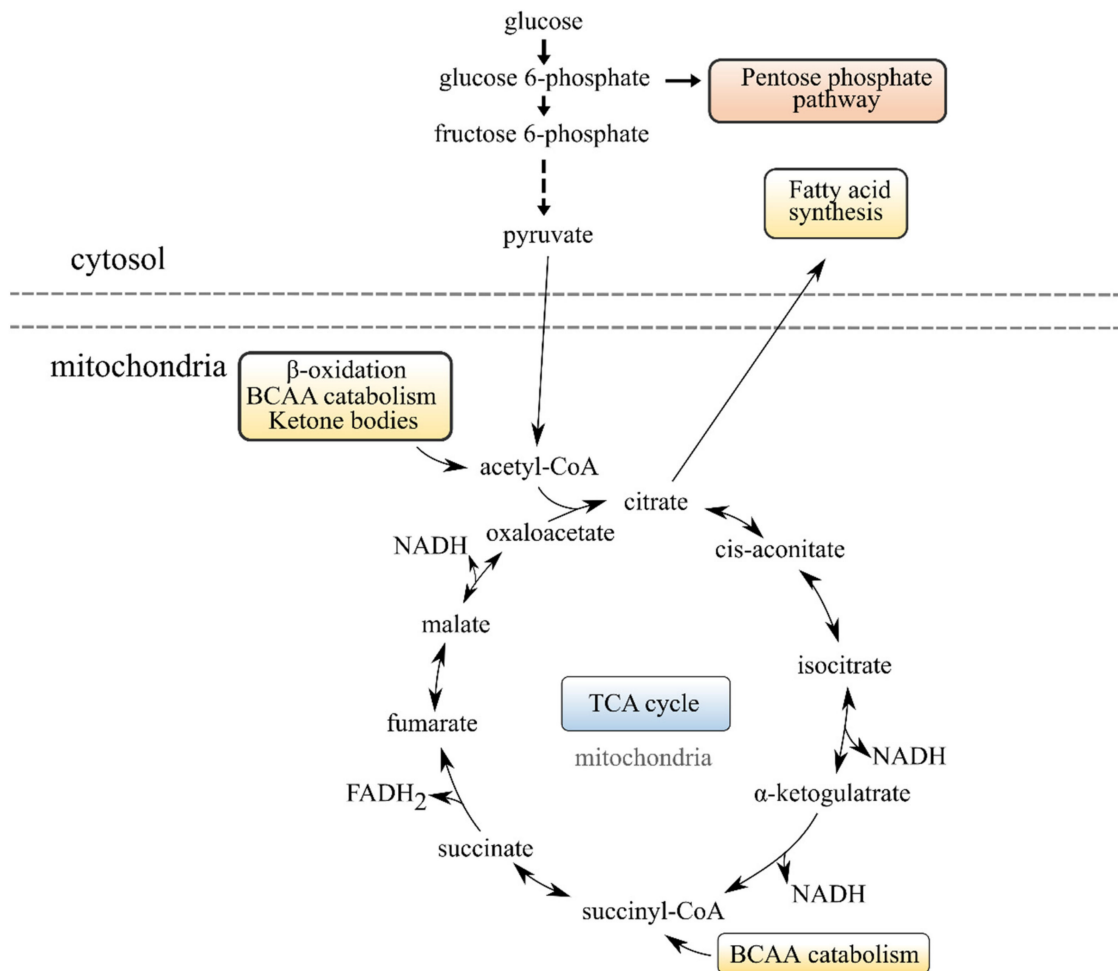 glucose
glucose 6-phosphate
Pentose phosphate
pathway
fructose 6-phosphate
Fatty acid
synthesis
pyruvate
cytosol
mitochondria
β-oxidation
BCAA catabolism
Ketone bodies
acetyl-CoA
citrate
oxaloacetate
cis-aconitate
NADH
malate
isocitrate
TCA cycle
fumarate
mitochondria
NADH
α-ketogulatrate
FADH2
succinate
NADH
succinyl-CoA
BCAA catabolism